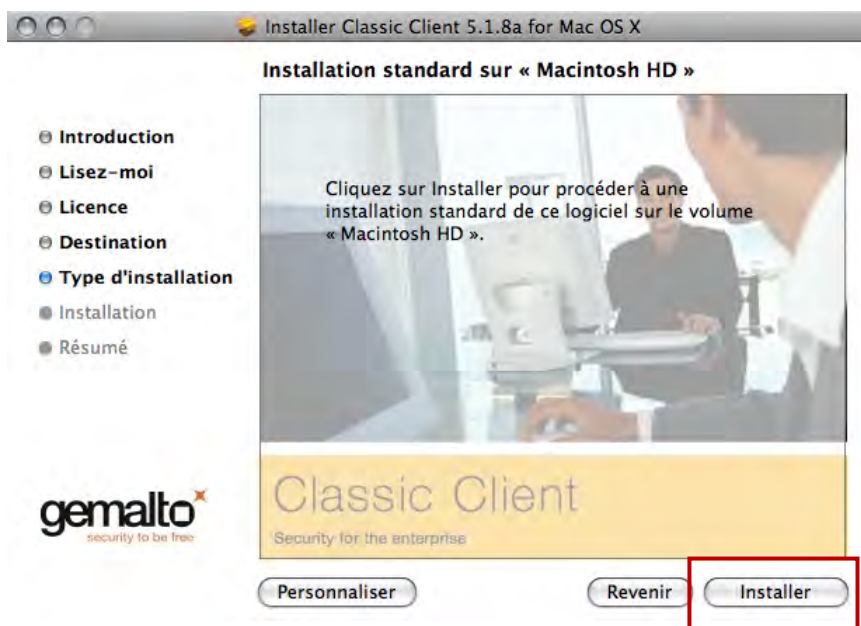 Installer Classic Client 5.1.8a for Mac OS X
Installation standard sur « Macintosh HD »
Introduction
Lisez-moi
Licence
Destination
Type d'installation
Installation
Résumé
Cliquez sur Installer pour procéder à une
installation standard de ce logiciel sur le volume
« Macintosh HD ».
gemalto
security to be free
Classic Client
Security for the enterprise
Personnaliser
Revenir
Installer